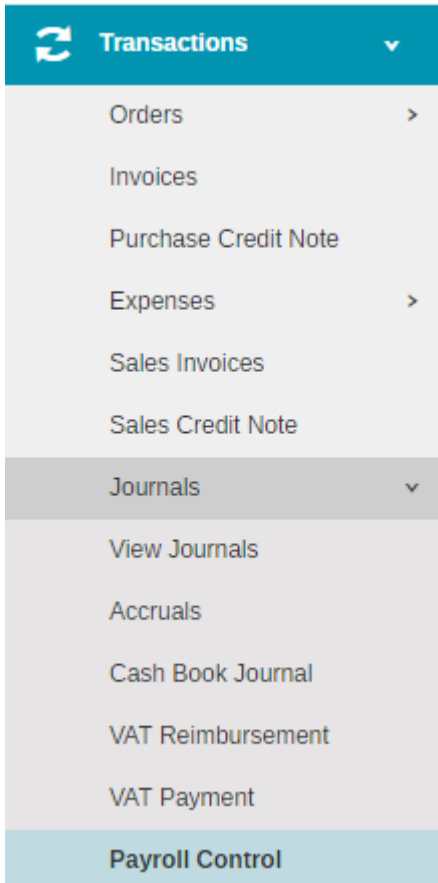 Transactions
Orders
Invoices
Purchase Credit Note
Expenses
Sales Invoices
Sales Credit Note
Journals
View Journals
Accruals
Cash Book Journal
VAT Reimbursement
VAT Payment
Payroll Control